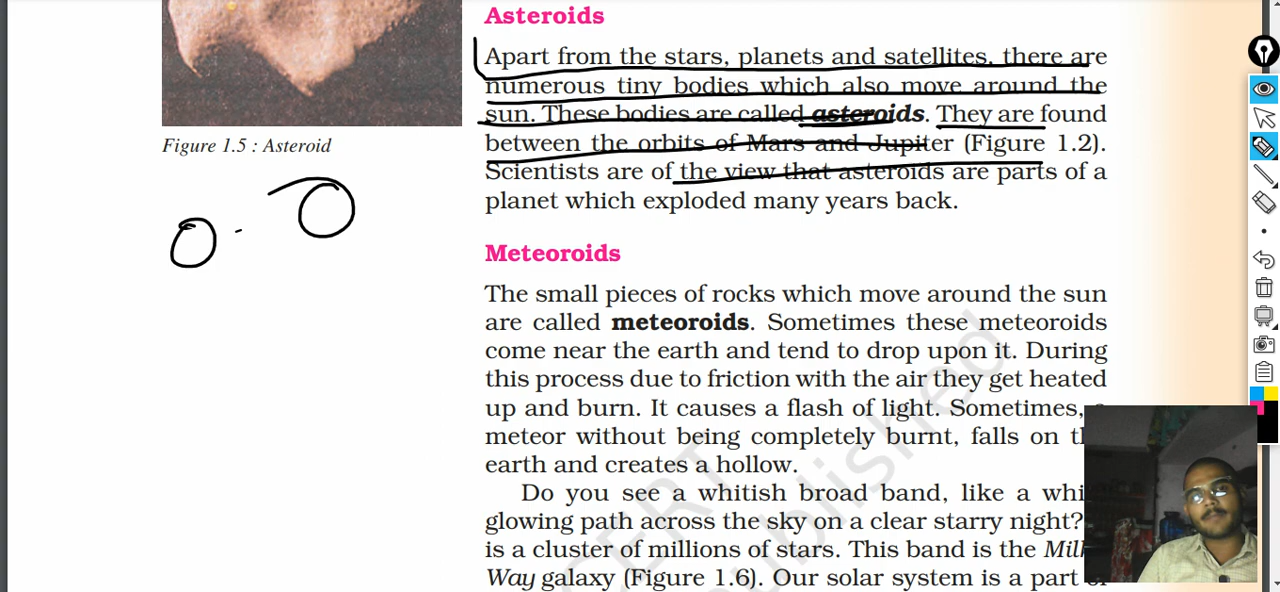 Asteroids
Apart from the stars, planets and satellites, there are
numerous tiny bodies which also move around the
sun. These bodies are called asteroids. They are found
between the orbits of Mars and Jupiter (Figure 1.2).
Scientists are of the view that asteroids are parts of a
planet which exploded many years back.
Figure 1.5 : Asteroid
Meteoroids
The small pieces of rocks which move around the sun
are called meteoroids. Sometimes these meteoroids
come near the earth and tend to drop upon it. During
this process due to friction with the air they get heated
up and burn. It causes a flash of light. Sometimes, a
meteor without being completely burnt, falls on
earth and creates a hollow.
Do you see a whitish broad band, like a
glowing path across the sky on a clear starry night?
is a cluster of millions of stars. This band is the
Way galaxy (Figure 1.6). Our solar system is a part
NCERT
published